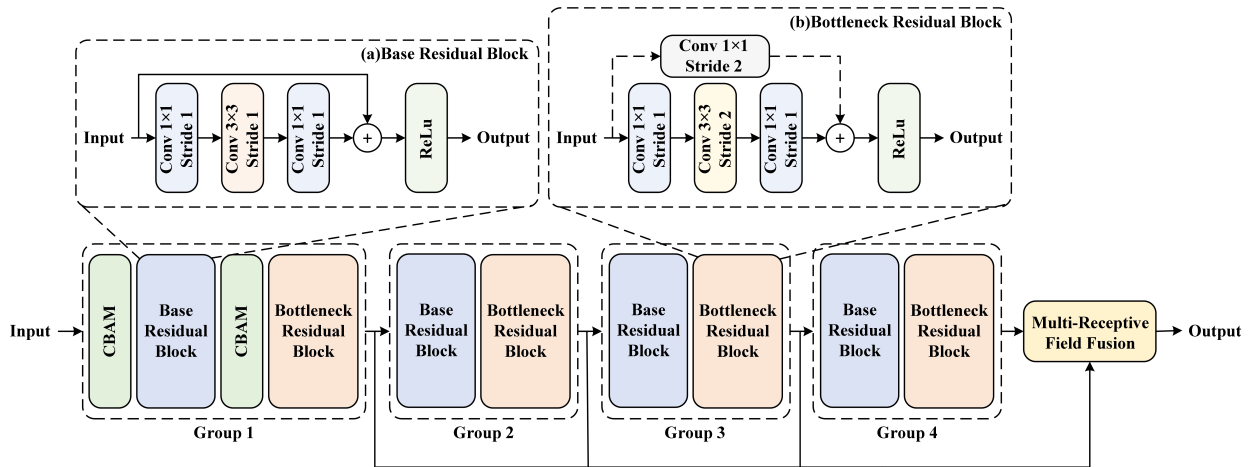 (a)Base Residual Block
Input
Conv 1×1
Stride 1
Conv 3×3
Stride 1
Conv 1×1
Stride 1
+
ReLu
Output
(b)Bottleneck Residual Block
Conv 1×1
Stride 2
Input
Conv 1×1
Stride 1
Conv 3×3
Stride 2
Conv 1×1
Stride 1
+
ReLu
Output
Input
CBAM
Base
Residual
Block
CBAM
Bottleneck
Residual
Block
Group 1
Base
Residual
Block
Bottleneck
Residual
Block
Group 2
Base
Residual
Block
Bottleneck
Residual
Block
Group 3
Base
Residual
Block
Bottleneck
Residual
Block
Group 4
Multi-Receptive
Field Fusion
Output